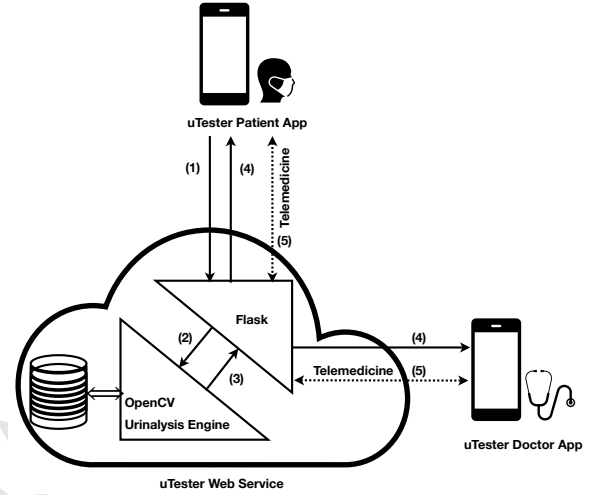 uTester Patient App
(1)
(4)
Telemedicine
(5)
Flask
(2)
(3)
(4)
Telemedicine (5)
OpenCV
Urinalysis Engine
uTester Doctor App
uTester Web Service